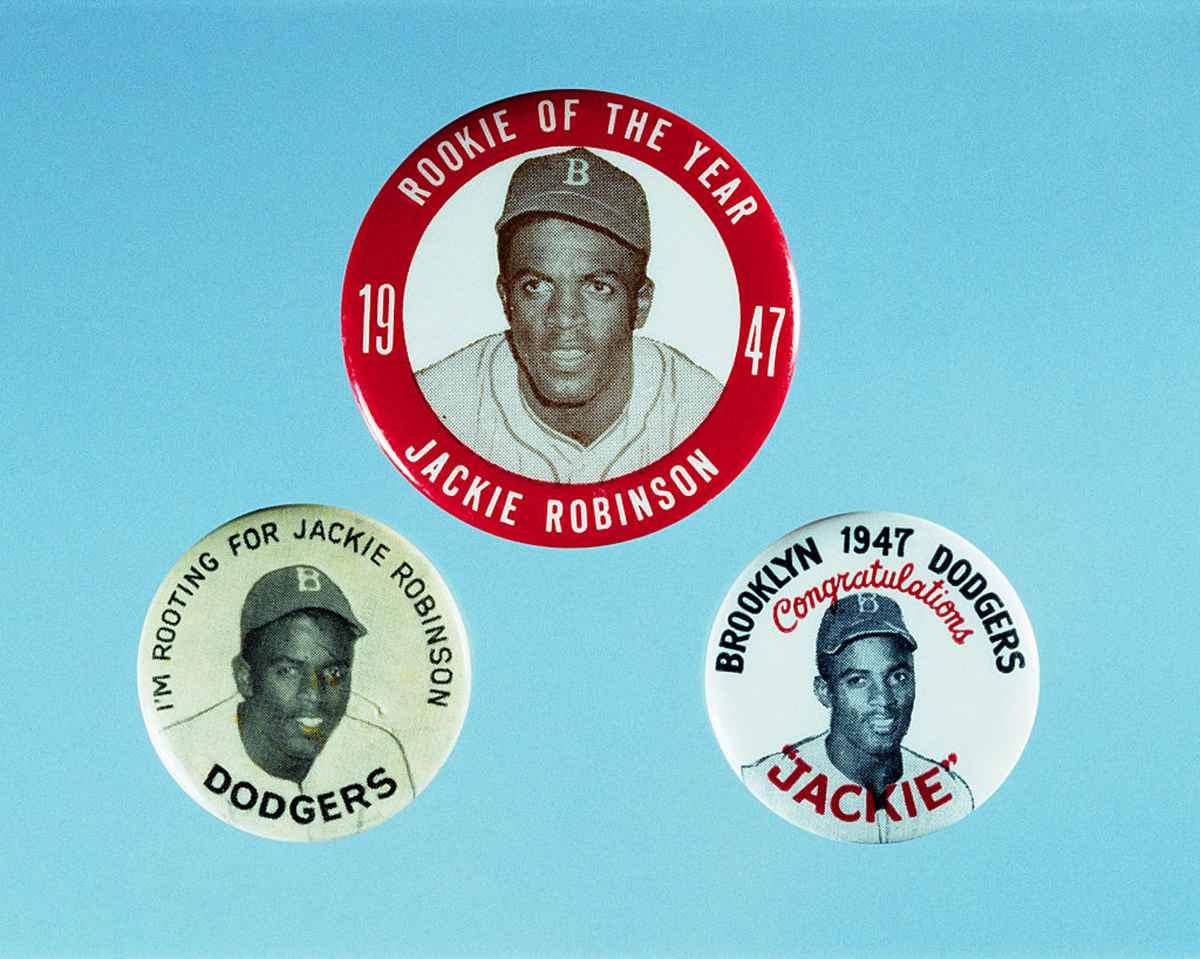 ROOKIE OF THE YEAR
B
19 47
JACKIE ROBINSON
I'M ROOTING FOR JACKIE ROBINSON
B
DODGERS
BROOKLYN 1947 DODGERS
Congratulations
B
"JACKIE"